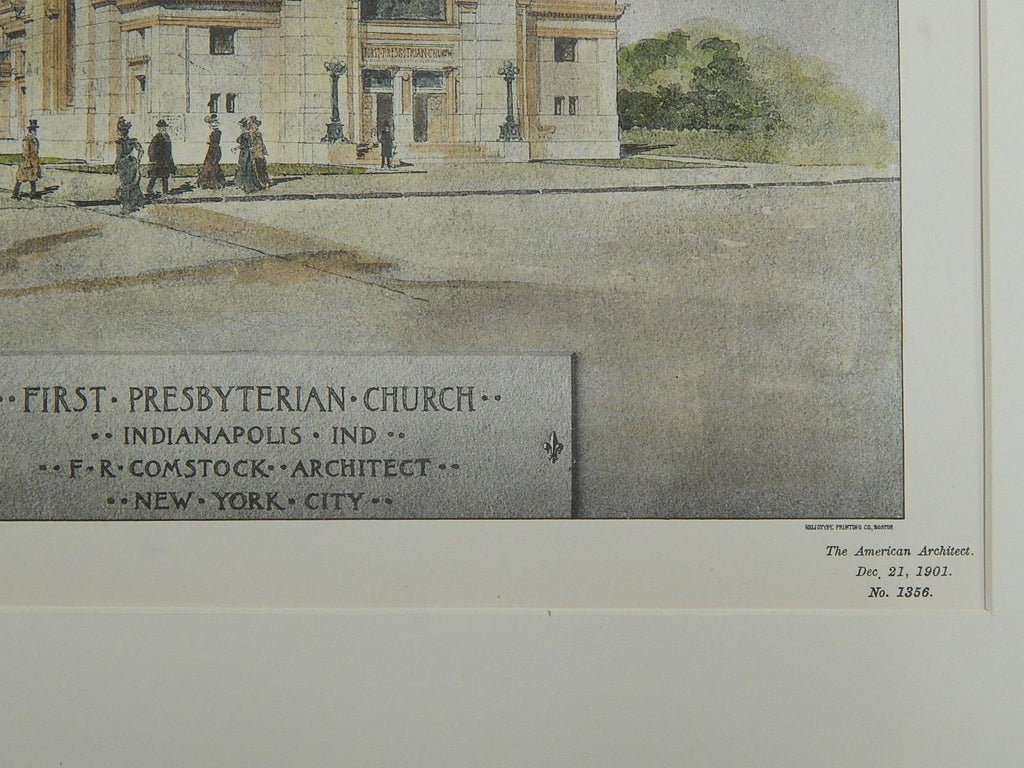 FIRST·PRESBYTERIAN·CHURCH
··FIRST·PRESBYTERIAN·CHURCH··
··INDIANAPOLIS·IND··
··F·R·COMSTOCK··ARCHITECT··
··NEW·YORK·CITY··
HELIOTYPE PRINTING CO., BOSTON
The American Architect.
Dec. 21, 1901.
No. 1356.